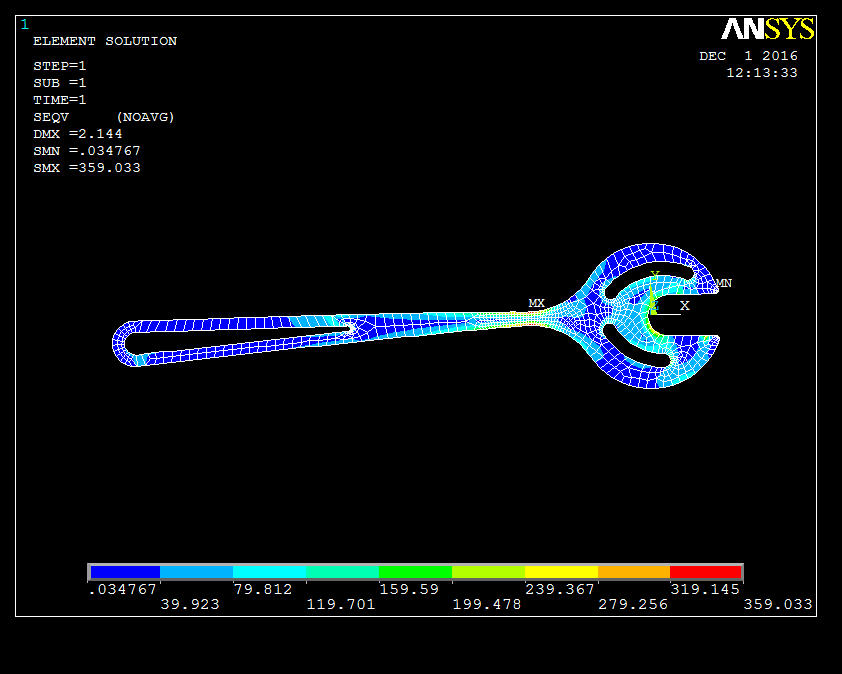 1
ANSYS
ELEMENT SOLUTION
DEC 1 2016
12:13:33
STEP=1
SUB =1
TIME=1
SEQV (NOAVG)
DMX =2.144
SMN =.034767
SMX =359.033
Y
MN
MX
X
.034767 79.812 159.59 239.367 319.145
39.923 119.701 199.478 279.256 359.033